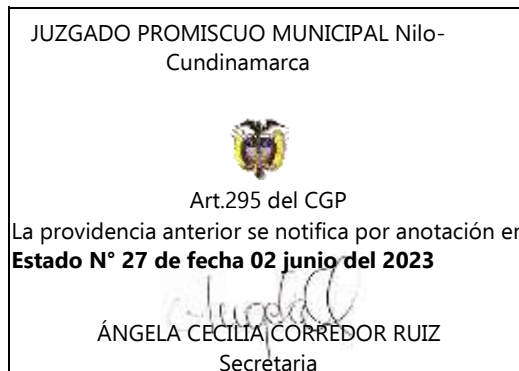 JUZGADO PROMISCUO MUNICIPAL Nilo-
Cundinamarca
Art.295 del CGP
La providencia anterior se notifica por anotación en
Estado N° 27 de fecha 02 junio del 2023
ÁNGELA CECILIA CORREDOR RUIZ
Secretaria